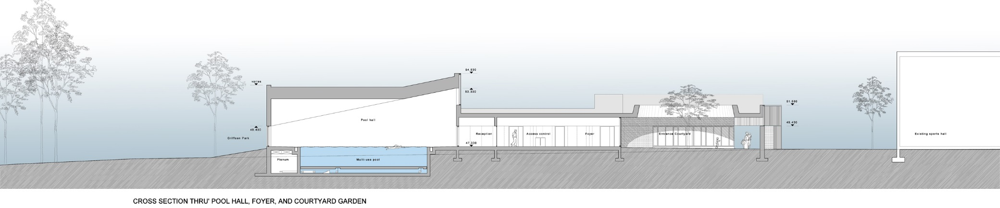 54.830
varies
53.330
51.580
Pool hall
49.430
49.430
Reception
Access control
Foyer
Entrance Courtyard
Existing sports hall
Griffeen Park
47.330
Plenum
Multi-use pool
CROSS SECTION THRU' POOL HALL, FOYER, AND COURTYARD GARDEN